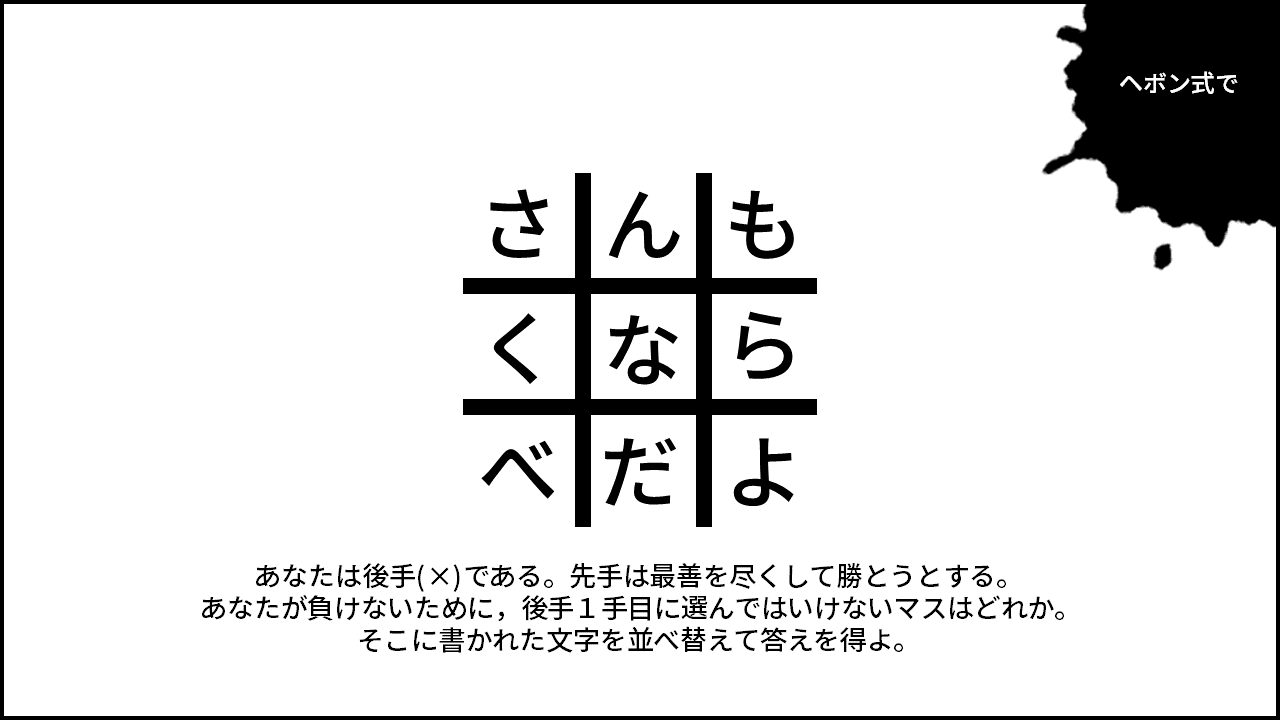 ヘボン式で
さんも
くなら
べだよ
あなたは後手(×)である。先手は最善を尽くして勝とうとする。
あなたが負けないために，後手１手目に選んではいけないマスはどれか。
そこに書かれた文字を並べ替えて答えを得よ。